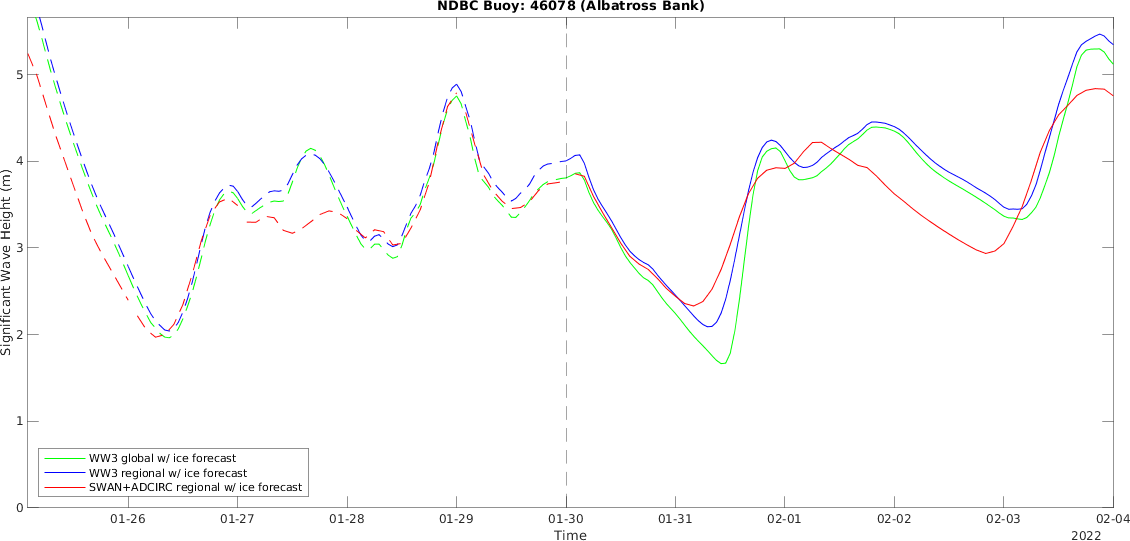 NDBC Buoy: 46078 (Albatross Bank)
Significant Wave Height (m)
5
4
3
2
1
0
WW3 global w/ ice forecast
WW3 regional w/ ice forecast
SWAN+ADCIRC regional w/ ice forecast
01-26 01-27 01-28 01-29 01-30 01-31 02-01 02-02 02-03 02-04
Time
2022